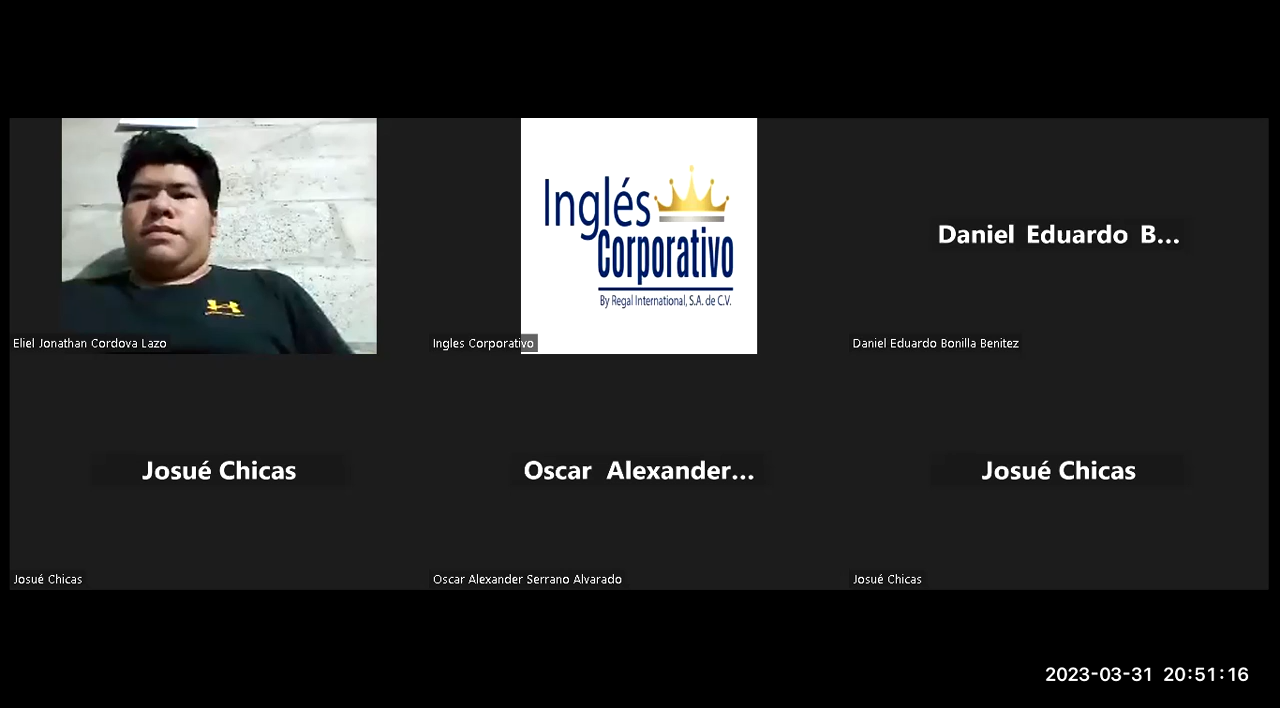 Inglés
Corporativo
By Regal International, S.A. de C.V.
Daniel Eduardo B...
Eliel Jonathan Cordova Lazo
Ingles Corporativo
Daniel Eduardo Bonilla Benitez
Josué Chicas
Oscar Alexander...
Josué Chicas
Josué Chicas
Oscar Alexander Serrano Alvarado
Josué Chicas
2023-03-31 20:51:16